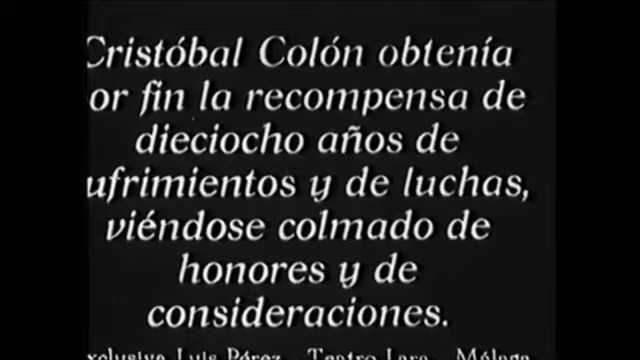 Cristóbal Colón obtenía
or fin la recompensa de
dieciocho años de
ufrimientos y de luchas,
viéndose colmado de
honores y de
consideraciones.
xclusiva Luis Pérez - Teatro Lara - Málaga